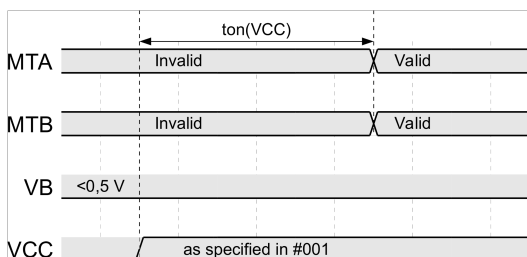 ton(VCC)
MTA Invalid Valid
MTB Invalid Valid
VB <0,5 V
VCC as specified in #001